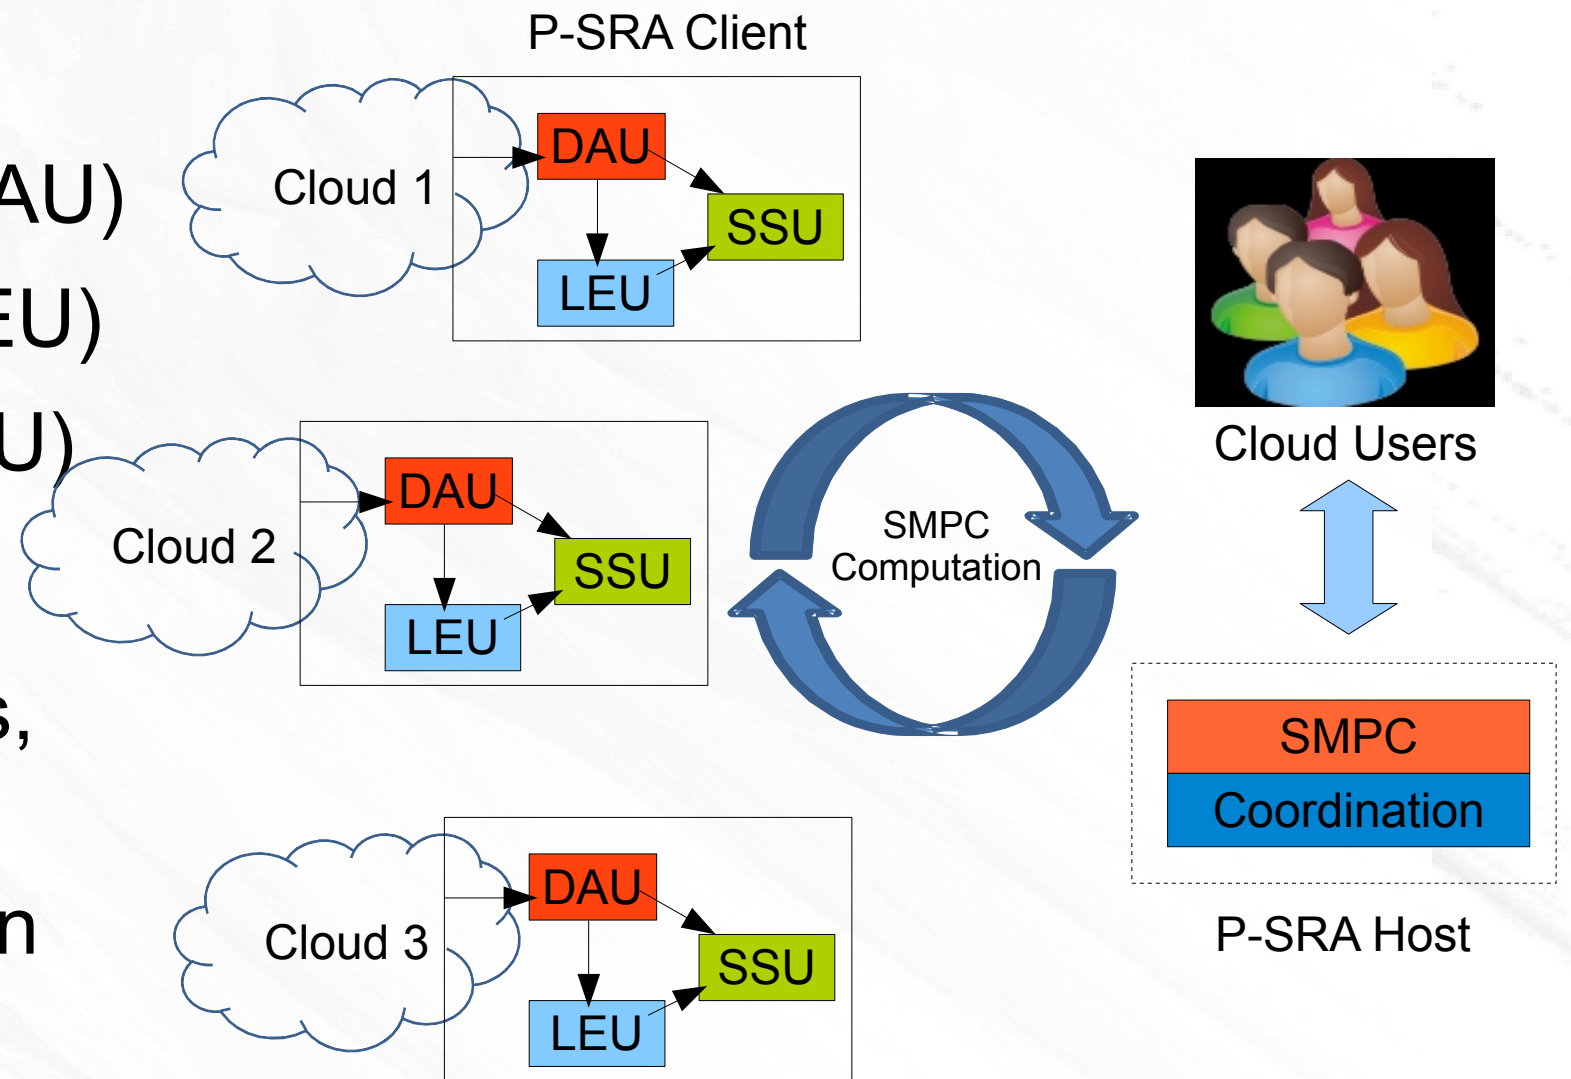 P-SRA Client
AU)
EU)
U)
s,
n
Cloud 1
DAU
SSU
LEU
Cloud 2
DAU
SSU
LEU
Cloud 3
DAU
SSU
LEU
SMPC
Computation
Cloud Users
SMPC
Coordination
P-SRA Host